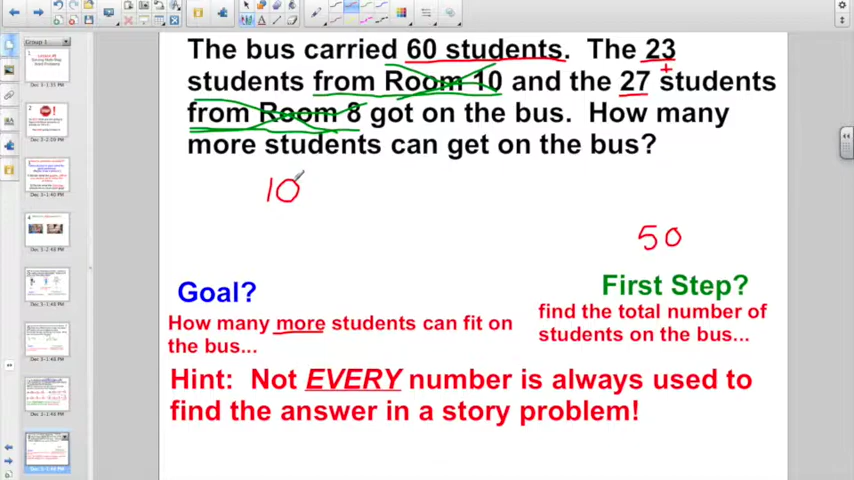 The bus carried 60 students. The 23
+
students from Room 10 and the 27 students
from Room 8 got on the bus. How many
more students can get on the bus?
10
50
Goal?
How many more students can fit on
the bus...
First Step?
find the total number of
students on the bus...
Hint: Not EVERY number is always used to
find the answer in a story problem!
Group 1